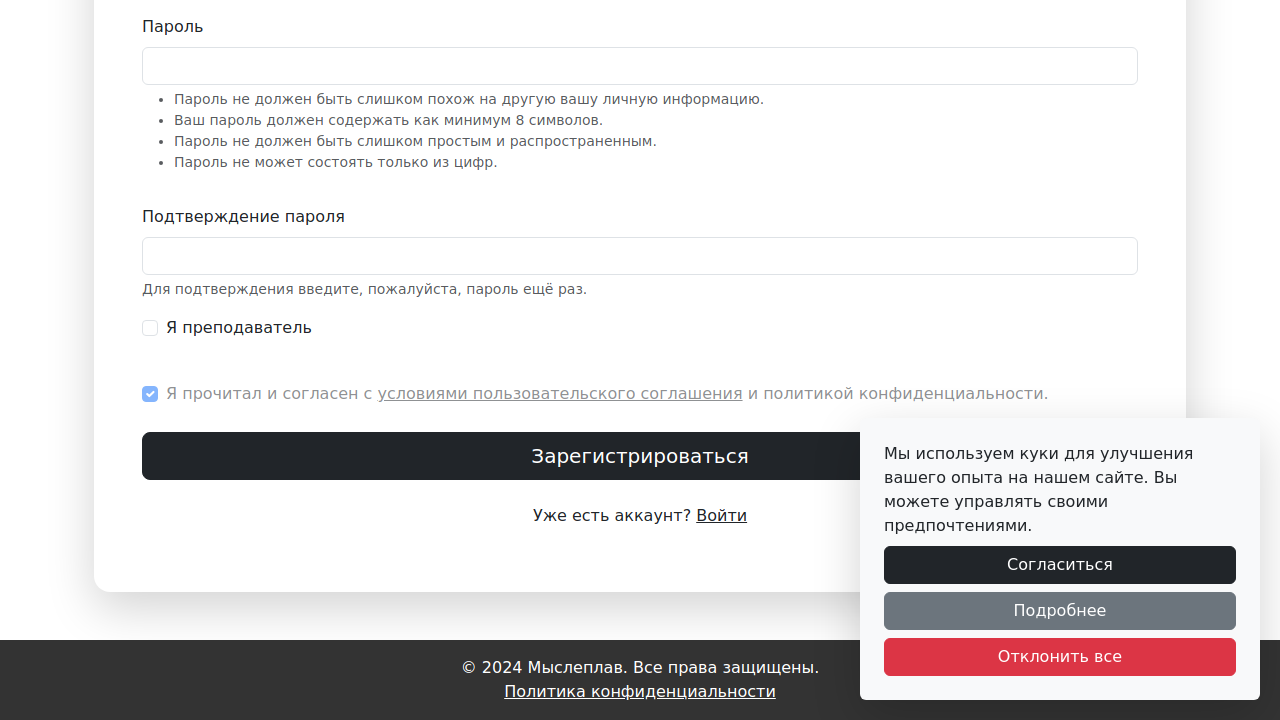 Пароль
Пароль не должен быть слишком похож на другую вашу личную информацию.
Ваш пароль должен содержать как минимум 8 символов.
Пароль не должен быть слишком простым и распространенным.
Пароль не может состоять только из цифр.
Подтверждение пароля
Для подтверждения введите, пожалуйста, пароль ещё раз.
Я преподаватель
Я прочитал и согласен с условиями пользовательского соглашения и политикой конфиденциальности.
Зарегистрироваться
Уже есть аккаунт? Войти
Мы используем куки для улучшения
вашего опыта на нашем сайте. Вы
можете управлять своими
предпочтениями.
Согласиться
Подробнее
Отклонить все
© 2024 Мыслеплав. Все права защищены.
Политика конфиденциальности